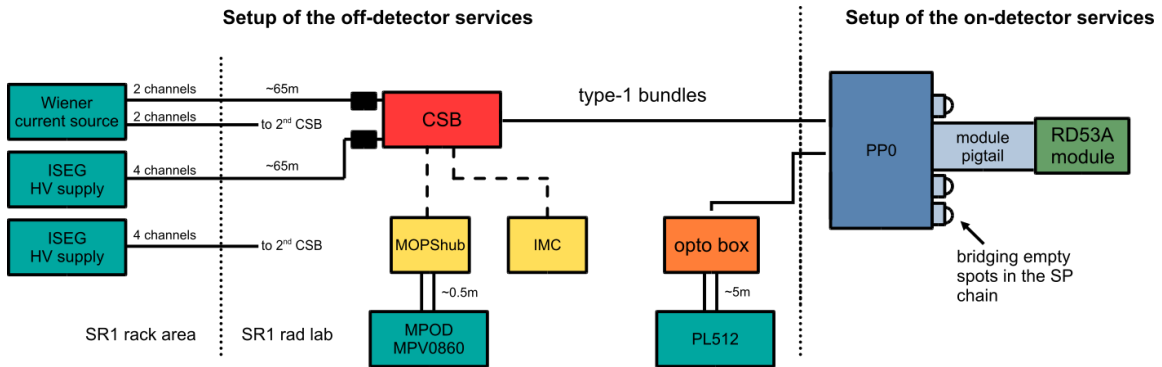 Setup of the off-detector services
Setup of the on-detector services
Wiener
current source
2 channels
~65m
2 channels
to 2nd CSB
CSB
type-1 bundles
PP0
module
pigtail
RD53A
module
ISEG
HV supply
4 channels
~65m
ISEG
HV supply
4 channels
to 2nd CSB
MOPShub
IMC
opto box
bridging empty
spots in the SP
chain
~0.5m
~5m
MPOD
MPV0860
PL512
SR1 rack area
SR1 rad lab